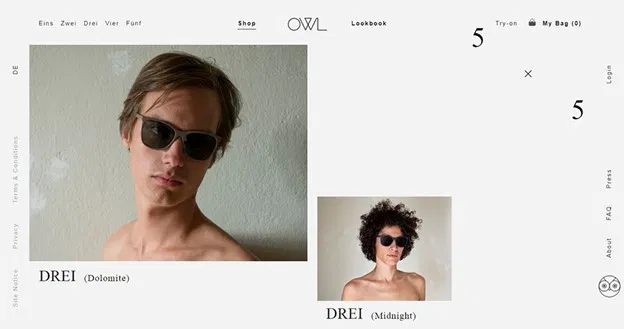 Eins Zwei Drei Vier Fünf
Shop
OWL
Lookbook
Try-on
My Bag (0)
5
5
DE
Terms & Conditions
Privacy
Site Notice
Login
Press
FAQ
About
DREI (Dolomite)
DREI (Midnight)